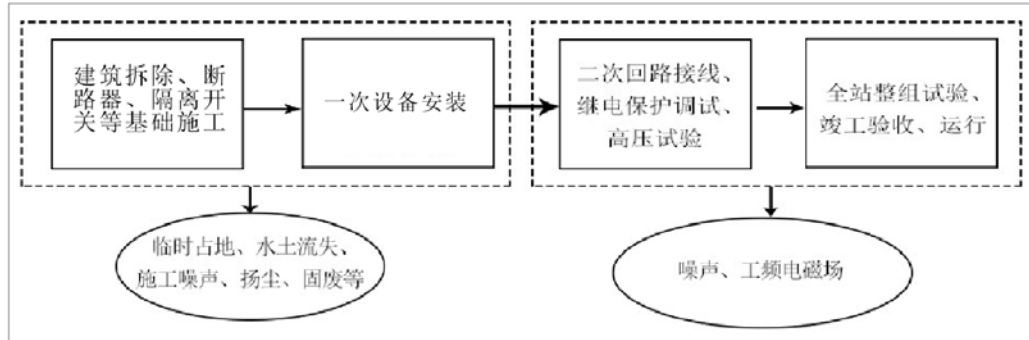 建筑拆除、断
路器、隔离开
关等基础施工
一次设备安装
二次回路接线、
继电保护调试、
高压试验
全站整组试验、
竣工验收、运行
临时占地、水土流失、
施工噪声、扬尘、固废等
噪声、工频电磁场